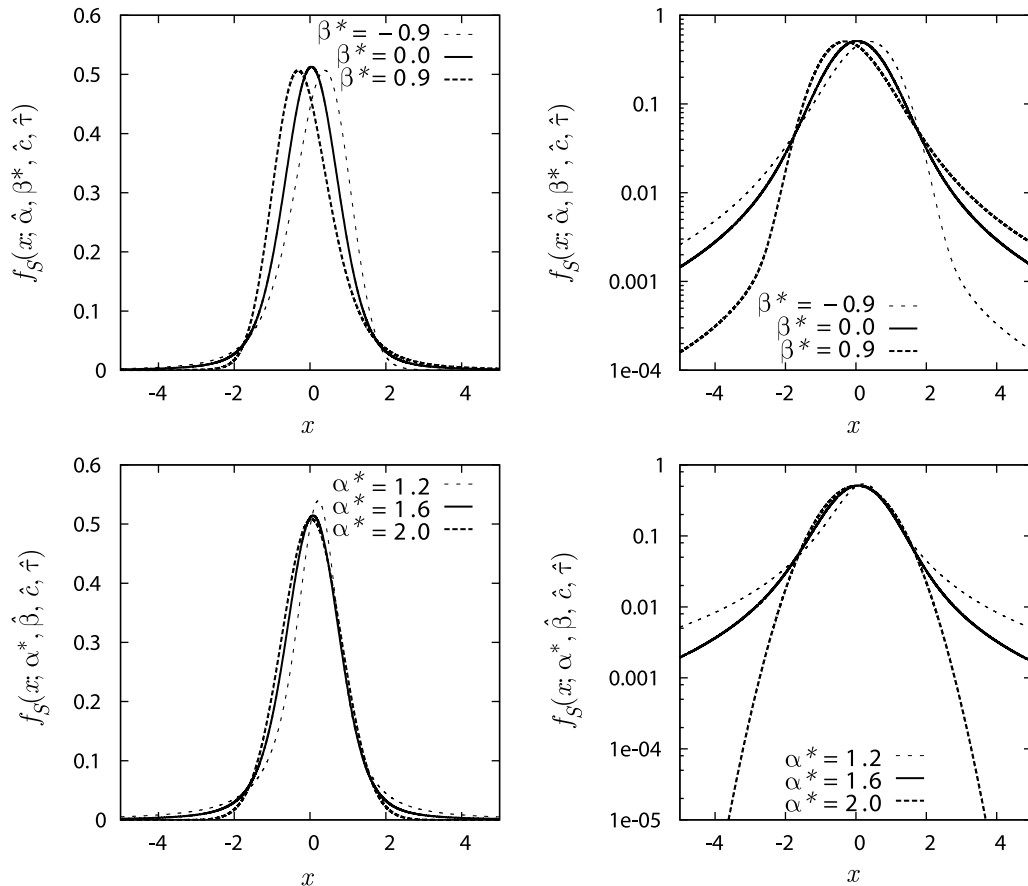 f_S(x; α̂, β*, ĉ, τ̂)
β* = −0.9
β* = 0.0
β* = 0.9
0.6
0.5
0.4
0.3
0.2
0.1
0
-4 -2 0 2 4
x
f_S(x; α̂, β*, ĉ, τ̂)
1
0.1
0.01
0.001
1e-04
β* = −0.9
β* = 0.0
β* = 0.9
-4 -2 0 2 4
x
f_S(x; α*, β̂, ĉ, τ̂)
α* = 1.2
α* = 1.6
α* = 2.0
0.6
0.5
0.4
0.3
0.2
0.1
0
-4 -2 0 2 4
x
f_S(x; α*, β̂, ĉ, τ̂)
1
0.1
0.01
0.001
1e-04
1e-05
α* = 1.2
α* = 1.6
α* = 2.0
-4 -2 0 2 4
x